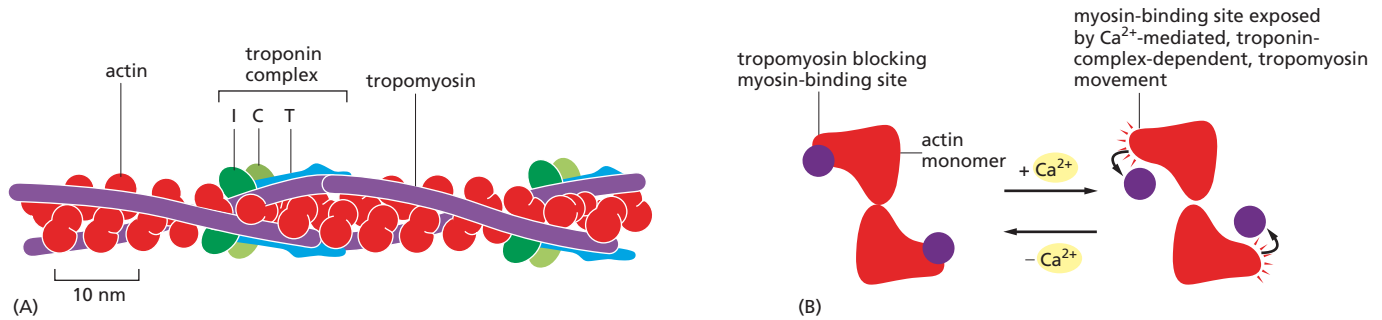 actin
troponin
complex
I C T
tropomyosin
10 nm
(A)
tropomyosin blocking
myosin-binding site
actin
monomer
+ Ca²⁺
− Ca²⁺
myosin-binding site exposed
by Ca²⁺-mediated, troponin-
complex-dependent, tropomyosin
movement
(B)